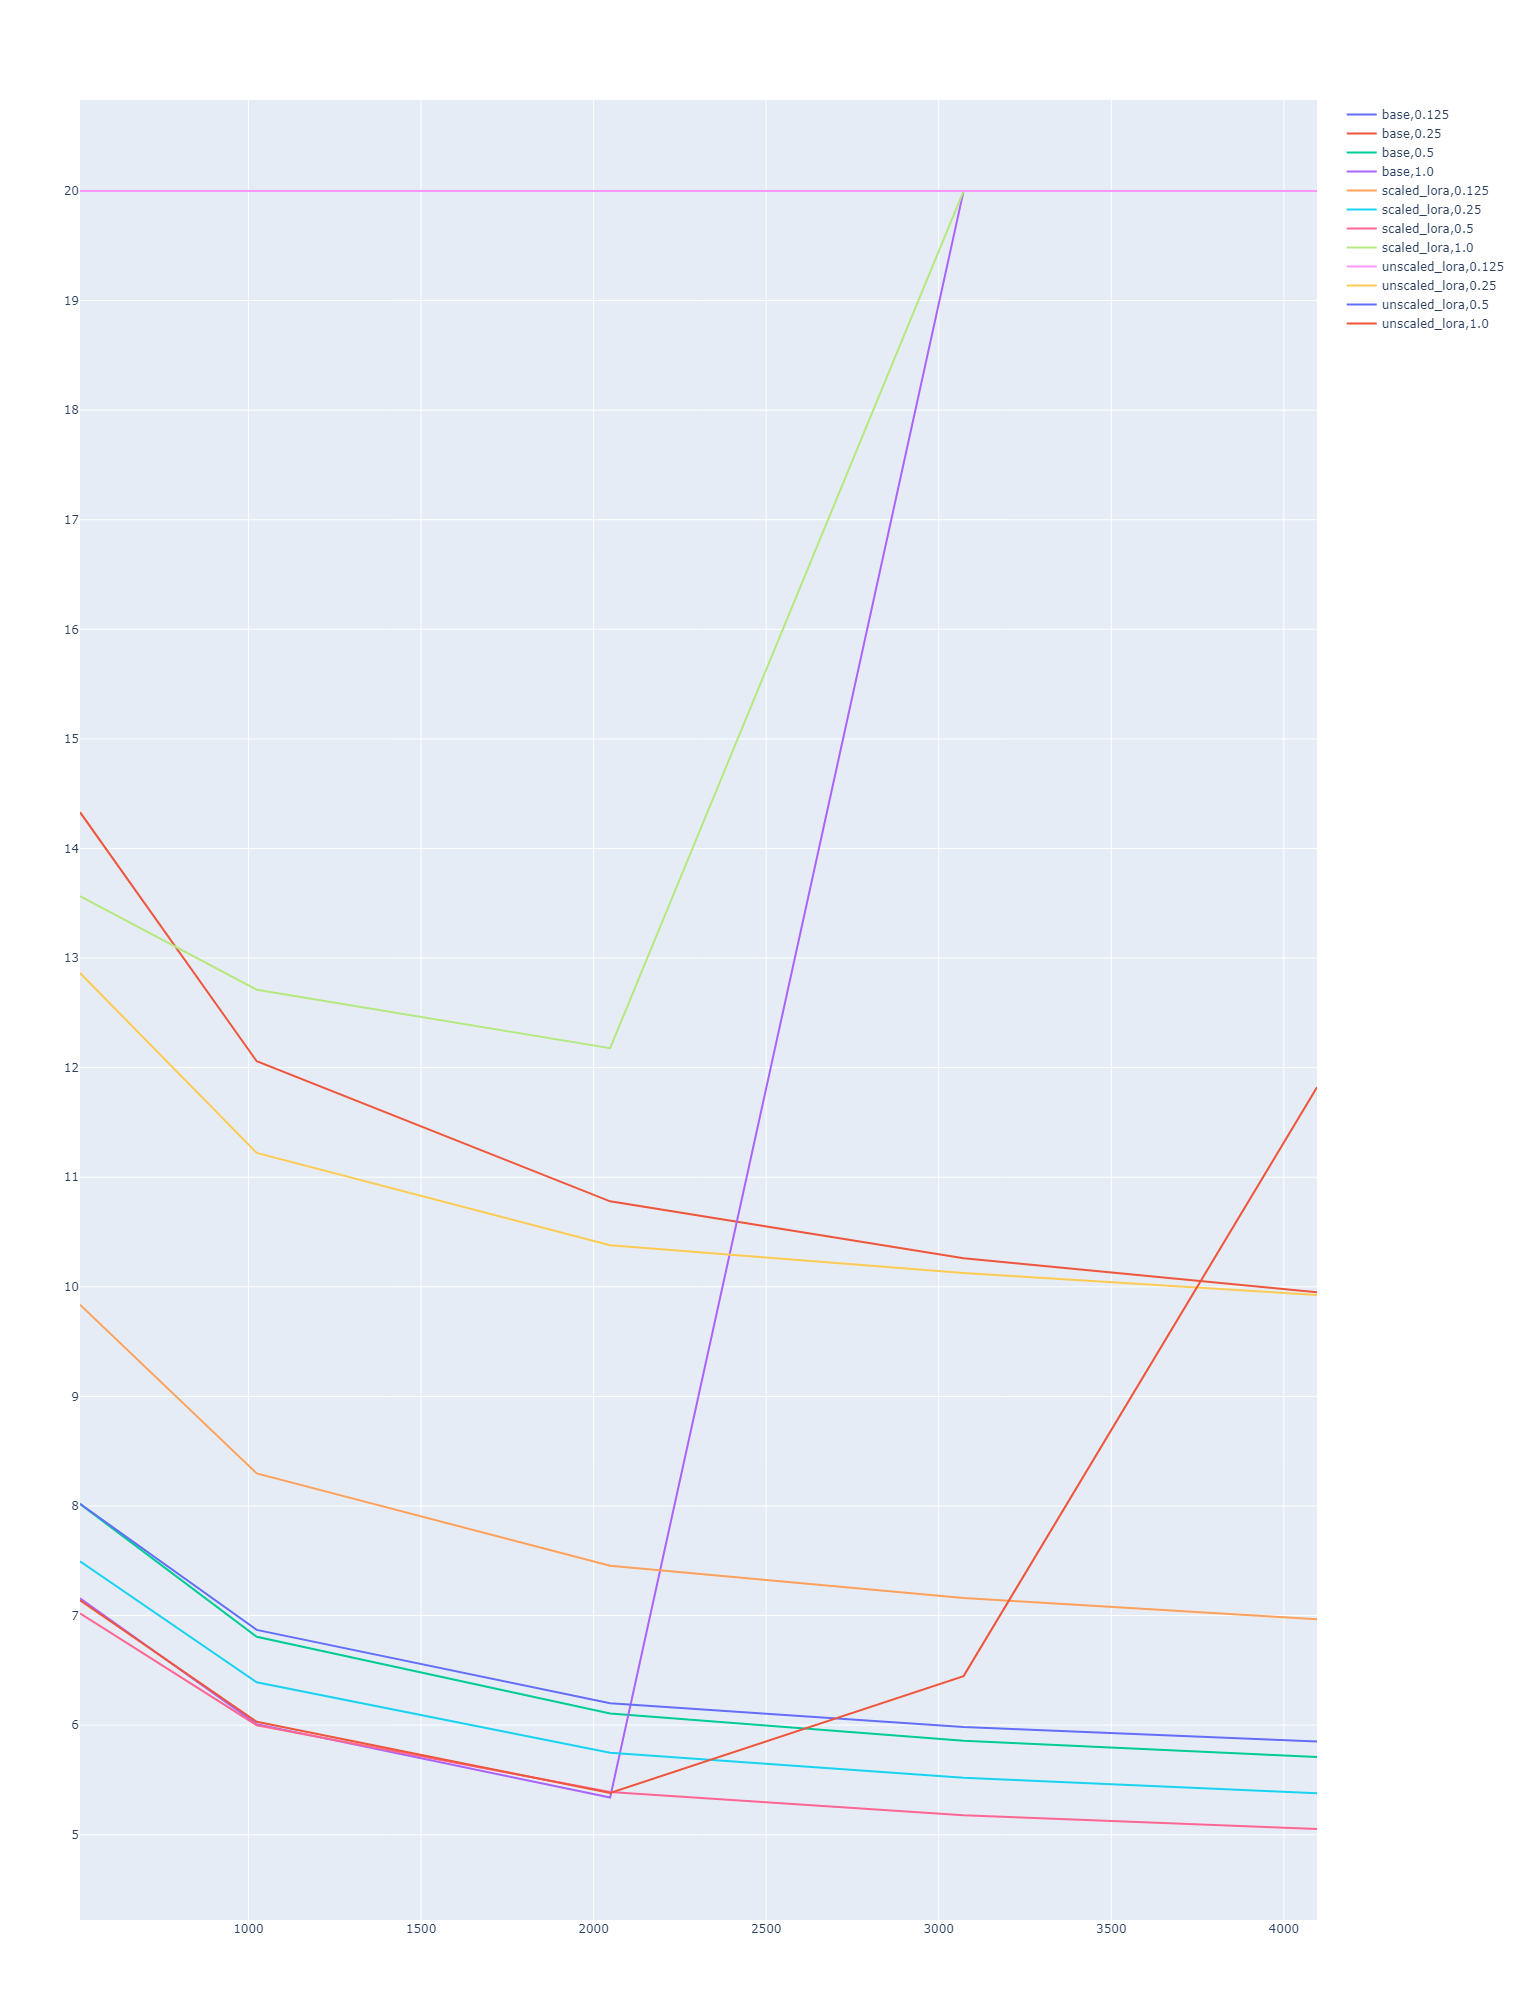 20
19
18
17
16
15
14
13
12
11
10
9
8
7
6
5
1000
1500
2000
2500
3000
3500
4000
base,0.125
base,0.25
base,0.5
base,1.0
scaled_lora,0.125
scaled_lora,0.25
scaled_lora,0.5
scaled_lora,1.0
unscaled_lora,0.125
unscaled_lora,0.25
unscaled_lora,0.5
unscaled_lora,1.0